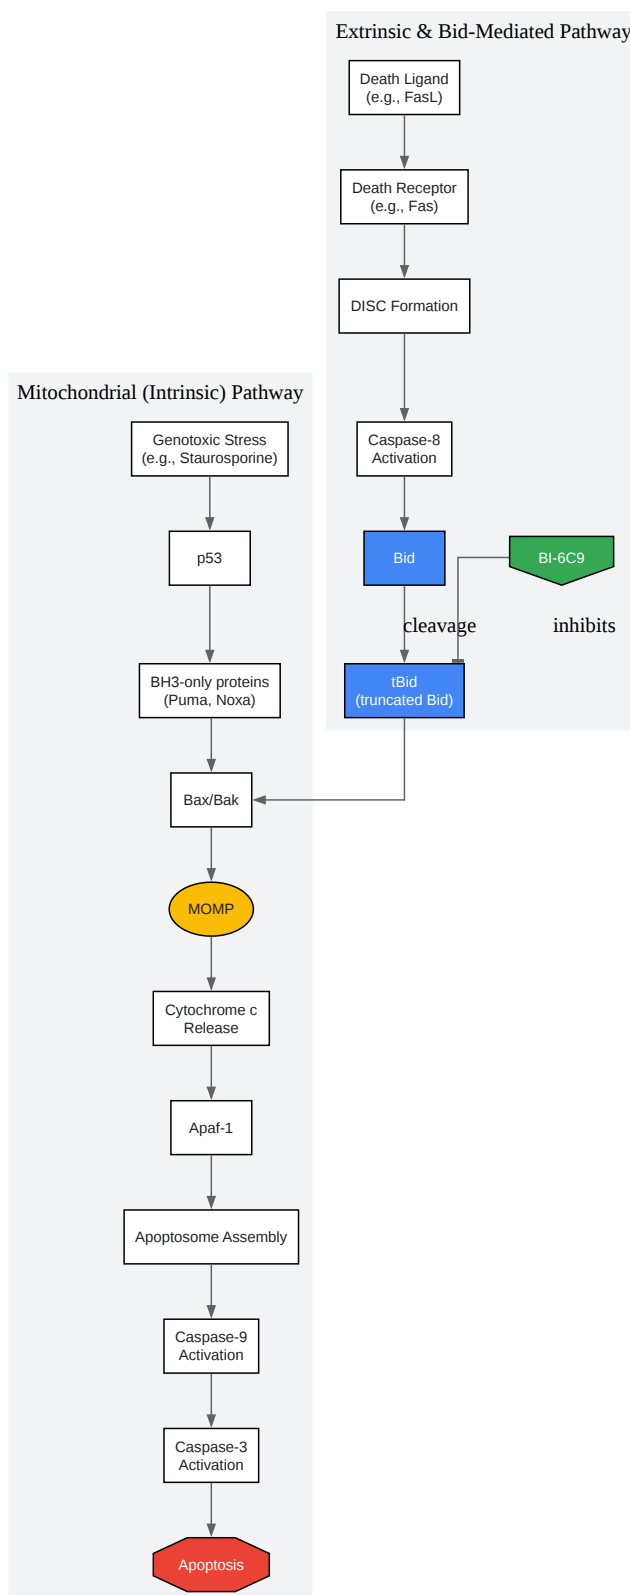 Extrinsic & Bid-Mediated Pathway
Death Ligand
(e.g., FasL)
Death Receptor
(e.g., Fas)
DISC Formation
Caspase-8
Activation
Bid
BI-6C9
cleavage
inhibits
tBid
(truncated Bid)
Mitochondrial (Intrinsic) Pathway
Genotoxic Stress
(e.g., Staurosporine)
p53
BH3-only proteins
(Puma, Noxa)
Bax/Bak
MOMP
Cytochrome c
Release
Apaf-1
Apoptosome Assembly
Caspase-9
Activation
Caspase-3
Activation
Apoptosis